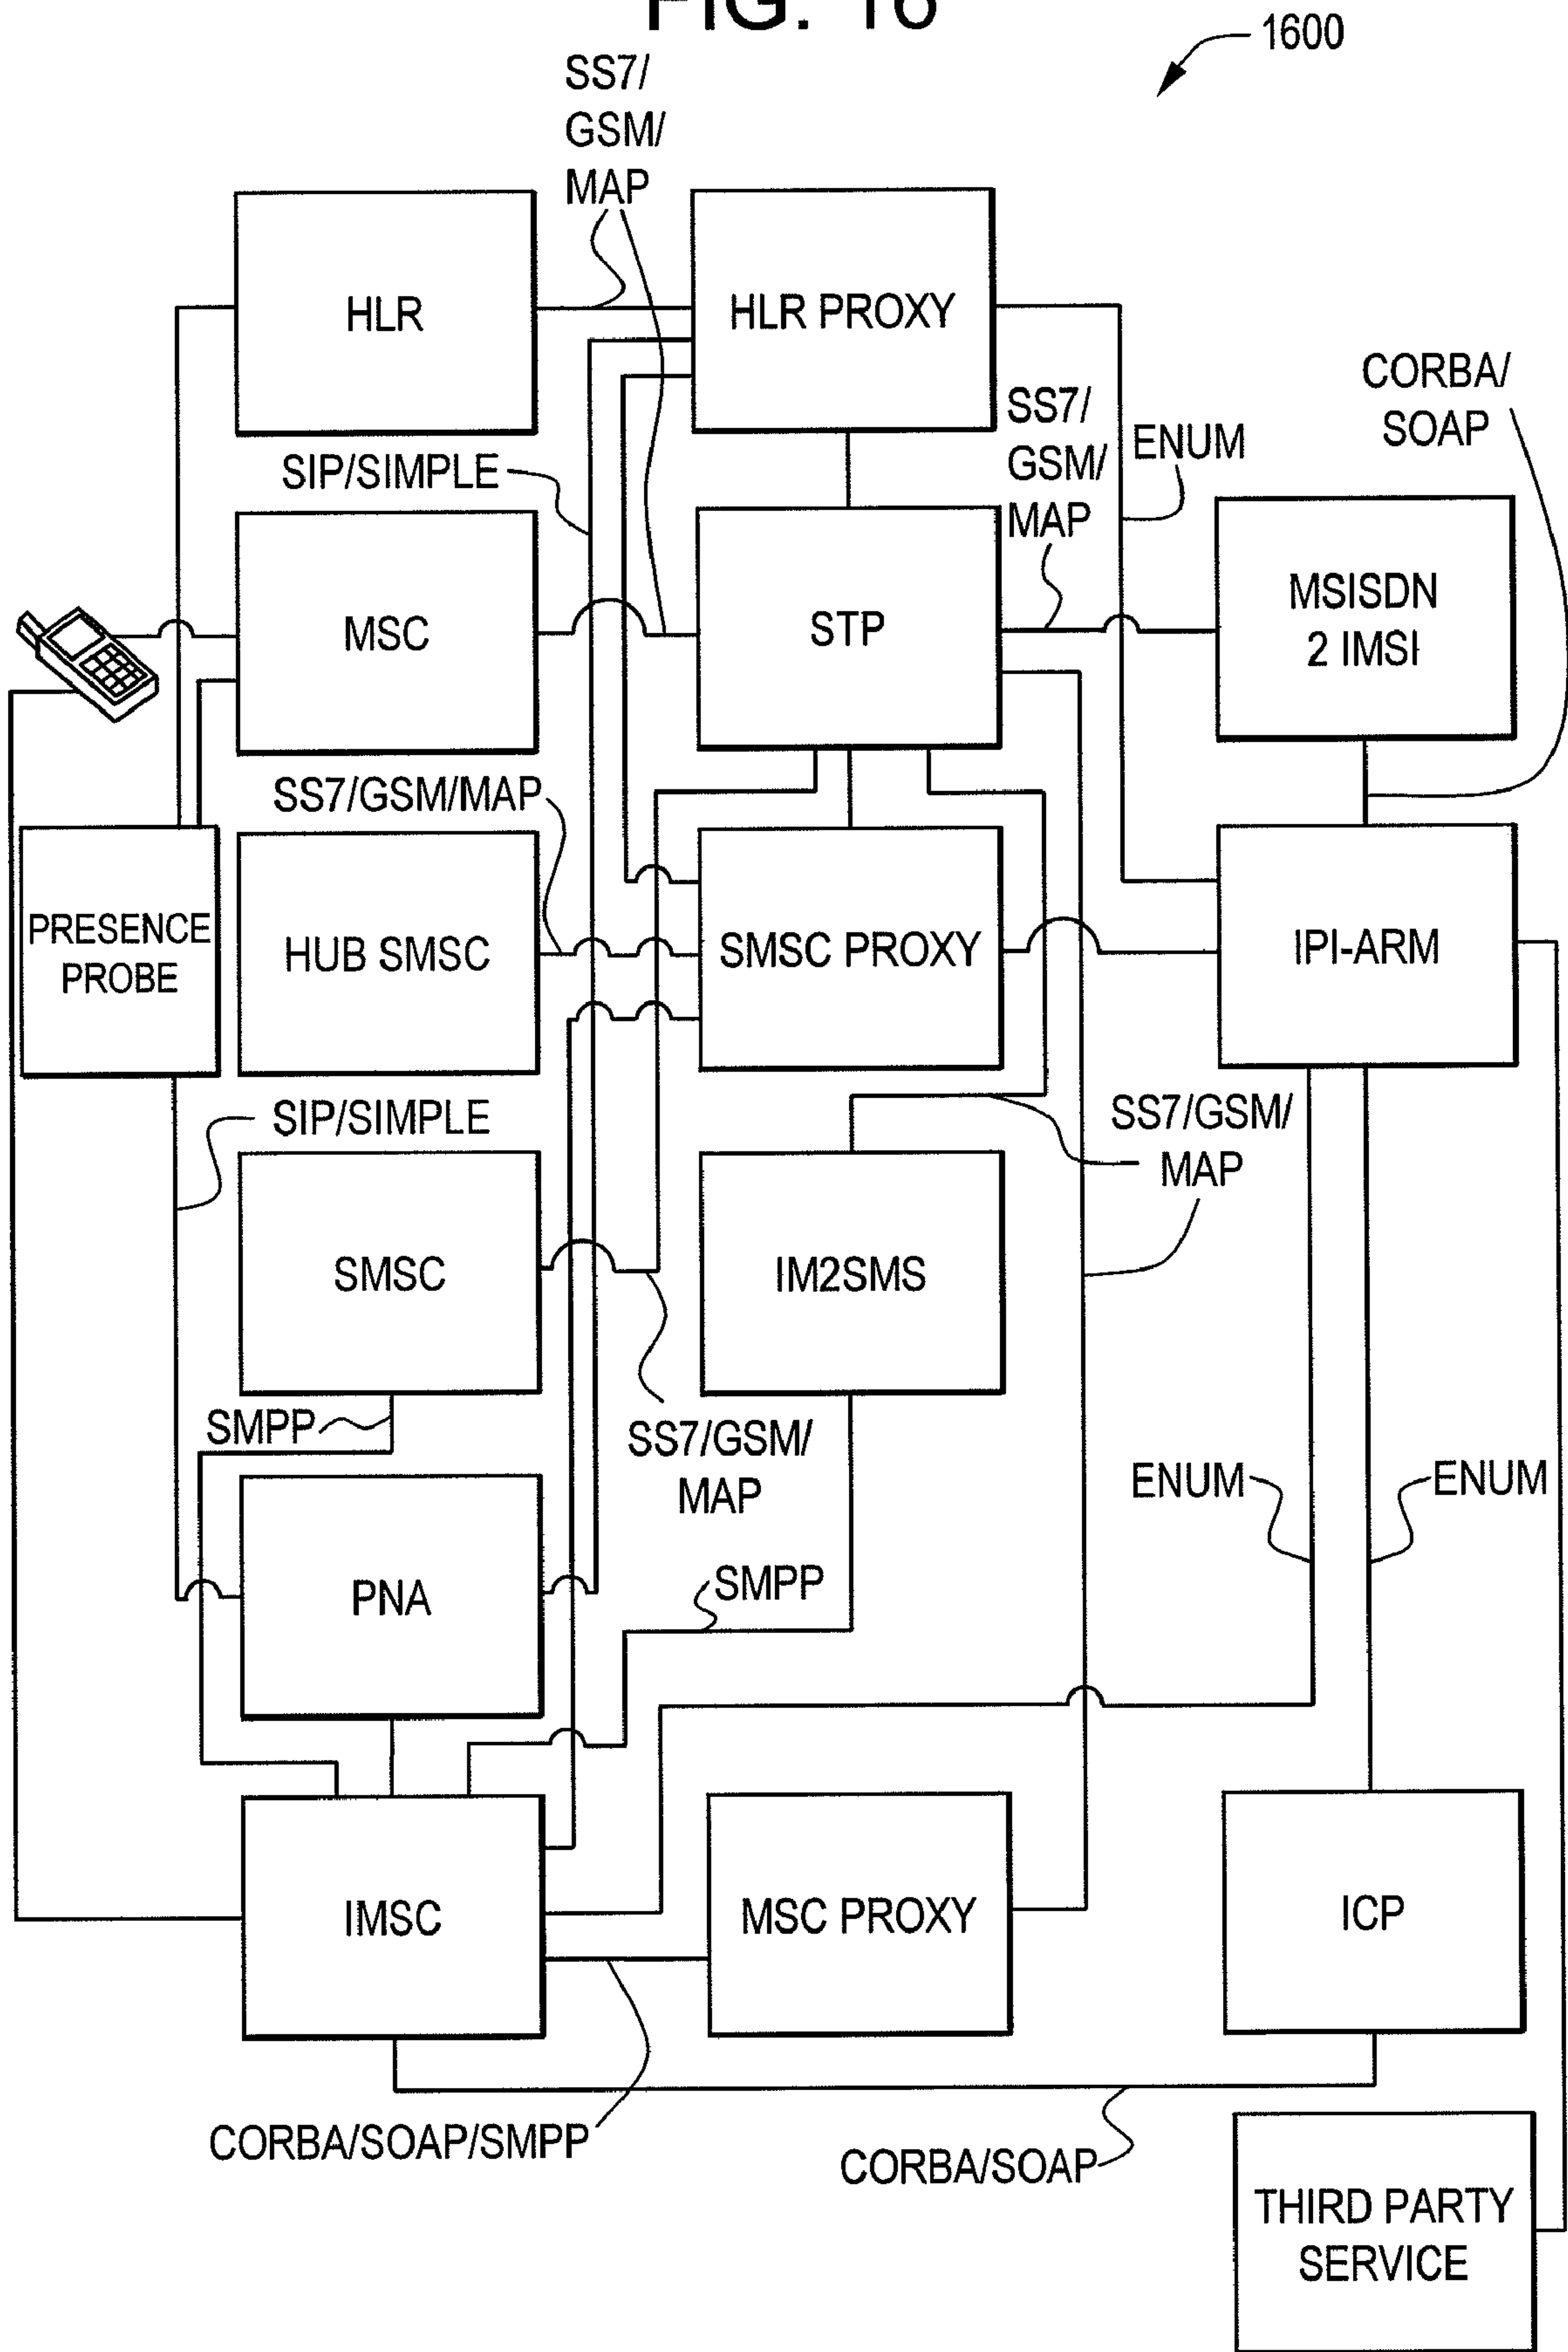 FIG. 16
1600
SS7/
GSM/
MAP
HLR
HLR PROXY
CORBA/
SOAP
SS7/
GSM/
MAP
ENUM
SIP/SIMPLE
MSC
STP
MSISDN
2 IMSI
SS7/GSM/MAP
PRESENCE
PROBE
HUB SMSC
SMSC PROXY
IPI-ARM
SIP/SIMPLE
SS7/GSM/
MAP
SMSC
IM2SMS
SMPP
SS7/GSM/
MAP
ENUM
ENUM
PNA
SMPP
IMSC
MSC PROXY
ICP
CORBA/SOAP/SMPP
CORBA/SOAP
THIRD PARTY
SERVICE